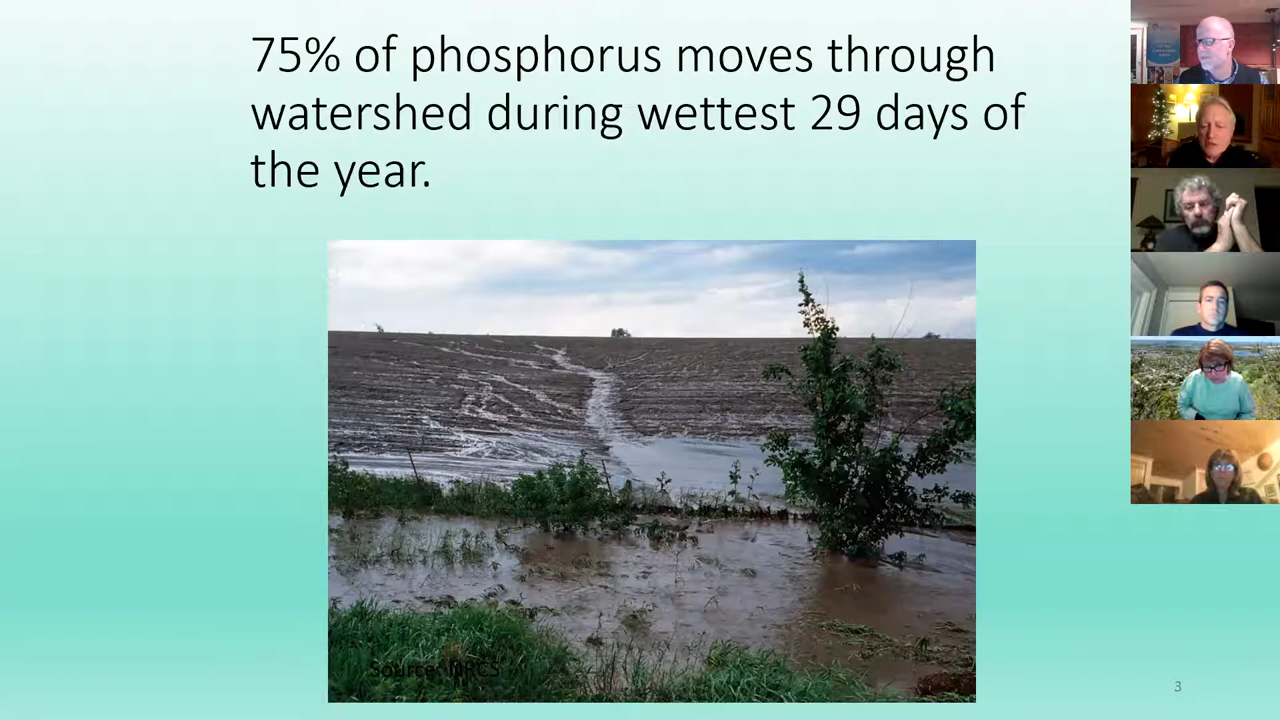 75% of phosphorus moves through
watershed during wettest 29 days of
the year.
Source: NRCS
3